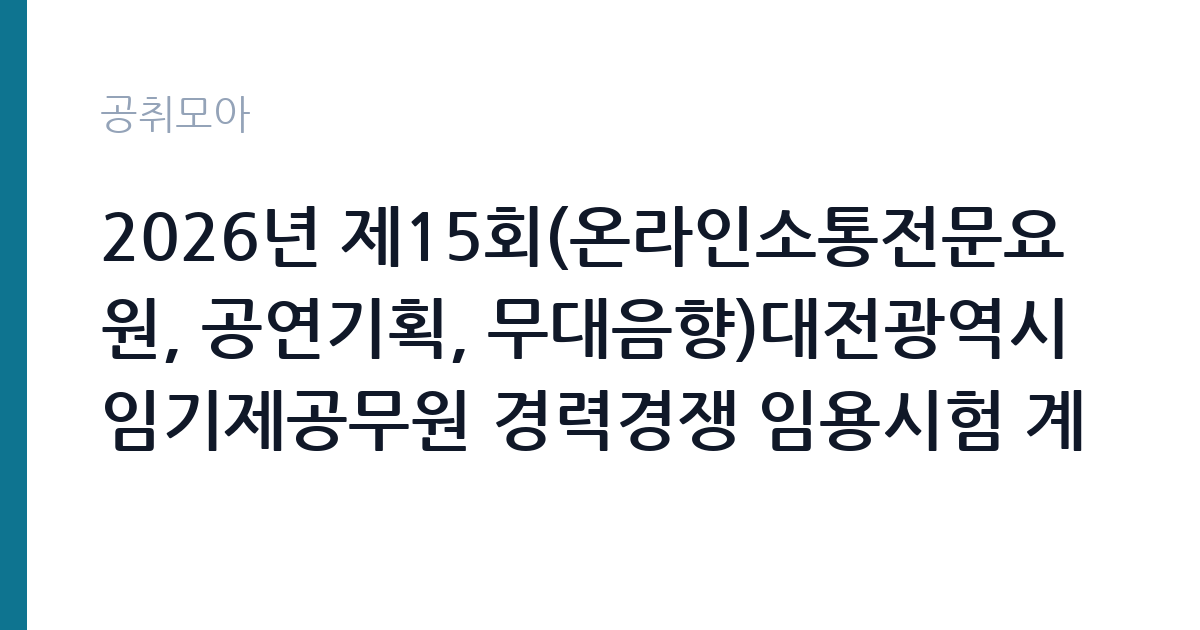 공취모아
2026년 제15회(온라인소통전문요
원, 공연기획, 무대음향)대전광역시
임기제공무원 경력경쟁 임용시험 계